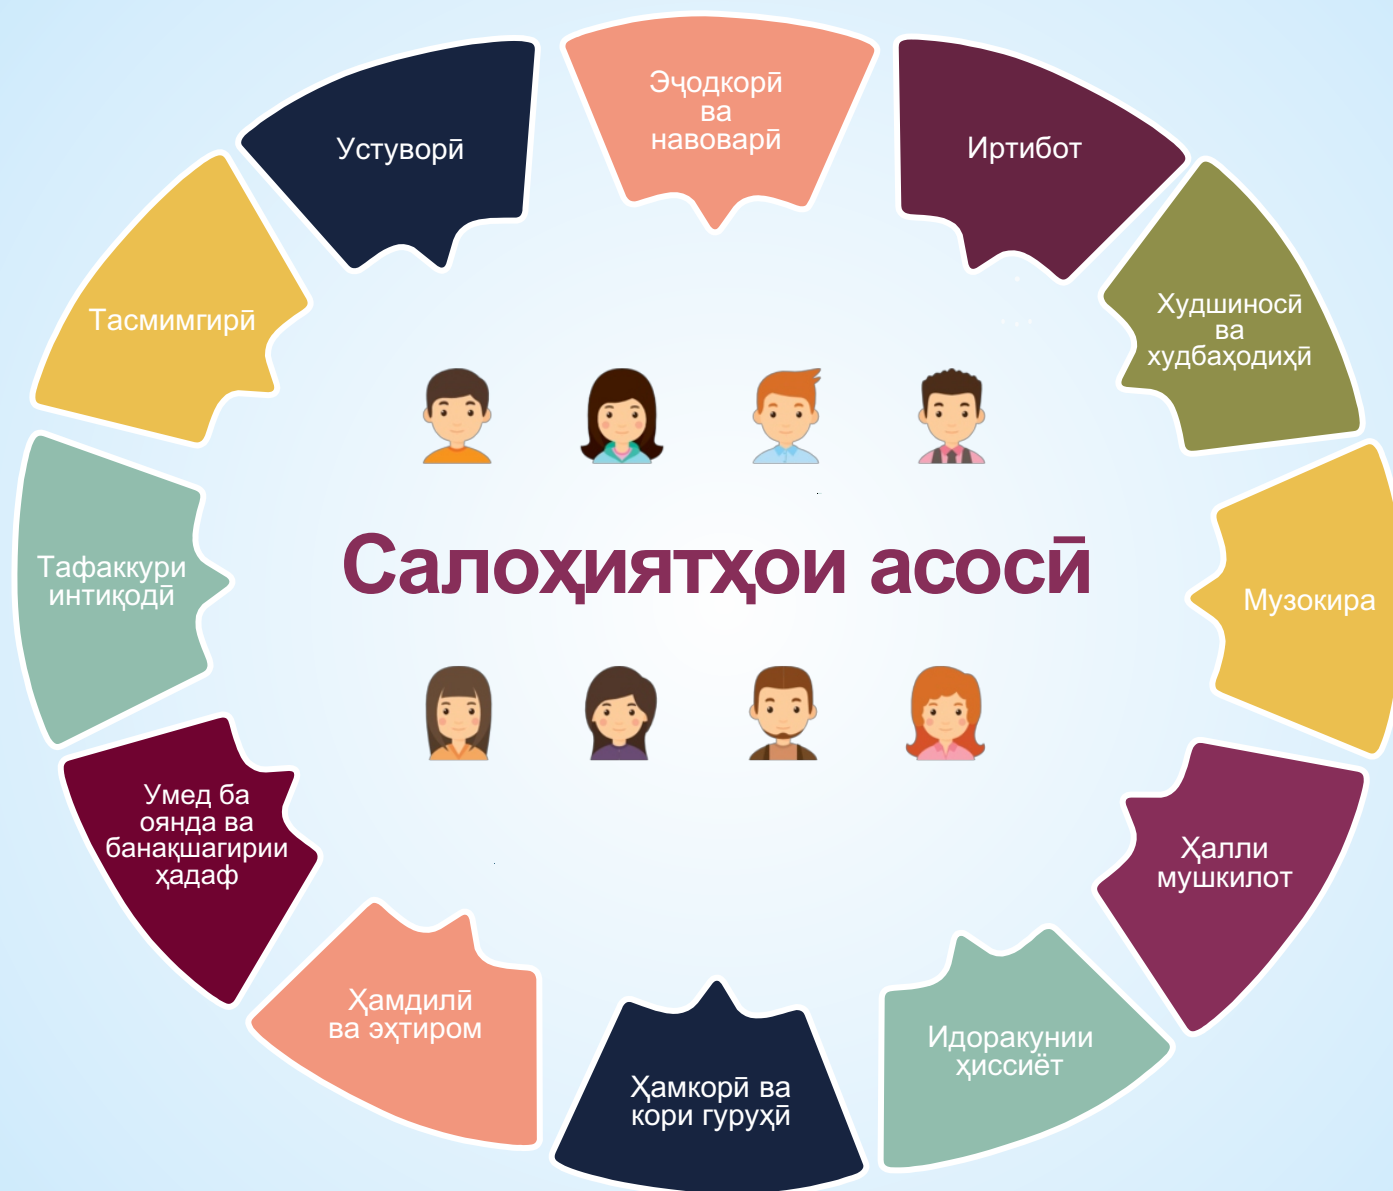 Эҷодкорӣ
ва
навоварӣ
Иртибот
Худшиносӣ
ва
худбаҳодиҳӣ
Музокира
Ҳалли
мушкилот
Идоракунии
ҳиссиёт
Ҳамкорӣ ва
кори гуруҳӣ
Ҳамдилӣ
ва эҳтиром
Умед ба
оянда ва
банақшагирии
ҳадаф
Тафаккури
интиқодӣ
Тасмимгирӣ
Устуворӣ
Салоҳиятҳои асосӣ